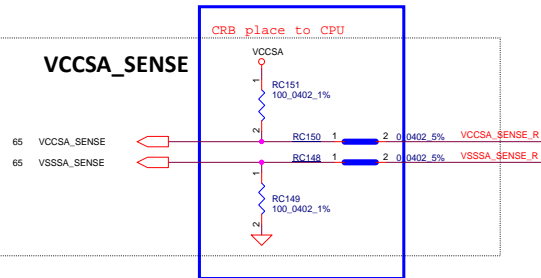 CRB place to CPU
VCCSA_SENSE
VCCSA
1
RC151
100_0402_1%
2
65 VCCSA_SENSE
RC150 1 2 0_0402_5% VCCSA_SENSE_R
65 VSSSA_SENSE
RC148 1 2 0_0402_5% VSSSA_SENSE_R
1
RC149
100_0402_1%
2